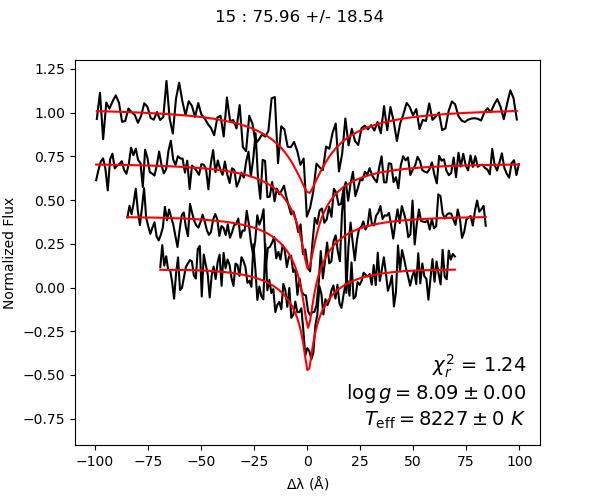 15 : 75.96 +/- 18.54
1.25
1.00
0.75
0.50
0.25
0.00
−0.25
−0.50
−0.75
Normalized Flux
χ²ᵣ = 1.24
log g = 8.09 ± 0.00
T_eff = 8227 ± 0 K
−100 −75 −50 −25 0 25 50 75 100
Δλ (Å)